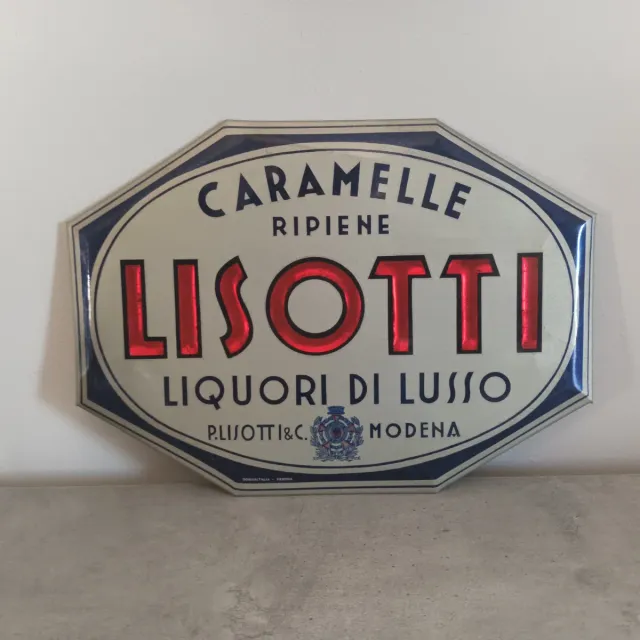 CARAMELLE
RIPIENE
LISOTTI
LIQUORI DI LUSSO
P.LISOTTI&C. MODENA